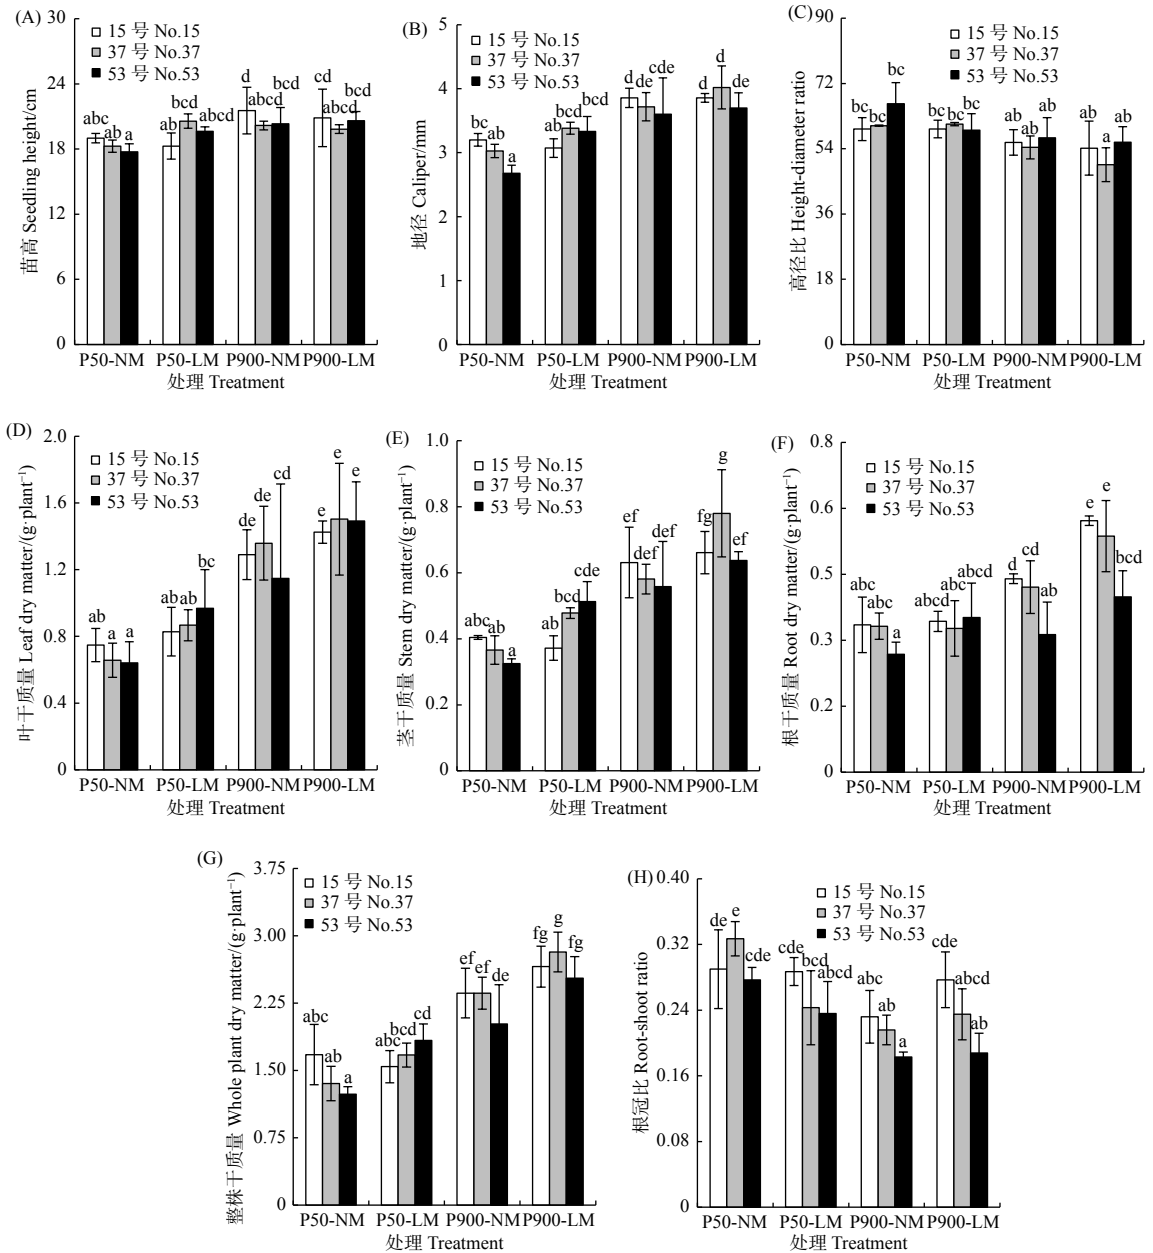 (A)
苗高 Seedling height/cm
30
24
18
12
6
0
15 号 No.15
37 号 No.37
53 号 No.53
abc ab a
ab bcd abcd
d abcd bcd
cd abcd bcd
P50-NM P50-LM P900-NM P900-LM
处理 Treatment
(B)
地径 Caliper/mm
5
4
3
2
1
0
15 号 No.15
37 号 No.37
53 号 No.53
bc ab a
ab bcd bcd
d de cde
d e de
P50-NM P50-LM P900-NM P900-LM
处理 Treatment
(C)
高径比 Height-diameter ratio
90
72
54
36
18
0
15 号 No.15
37 号 No.37
53 号 No.53
bc bc bc
bc bc bc
ab ab ab
ab a ab
P50-NM P50-LM P900-NM P900-LM
处理 Treatment
(D)
叶干质量 Leaf dry matter/(g·plant⁻¹)
2.0
1.6
1.2
0.8
0.4
0
15 号 No.15
37 号 No.37
53 号 No.53
ab a a
ab ab bc
de de cd
e e e
P50-NM P50-LM P900-NM P900-LM
处理 Treatment
(E)
茎干质量 Stem dry matter/(g·plant⁻¹)
1.0
0.8
0.6
0.4
0.2
0
15 号 No.15
37 号 No.37
53 号 No.53
abc ab a
ab bcd cde
ef def def
fg g ef
P50-NM P50-LM P900-NM P900-LM
处理 Treatment
(F)
根干质量 Root dry matter/(g·plant⁻¹)
0.8
0.6
0.5
0.3
0.2
0
15 号 No.15
37 号 No.37
53 号 No.53
abc abc a
abcd ab abcd
d cd ab
e e bcd
P50-NM P50-LM P900-NM P900-LM
处理 Treatment
(G)
整株干质量 Whole plant dry matter/(g·plant⁻¹)
3.75
3.00
2.25
1.50
0.75
0
15 号 No.15
37 号 No.37
53 号 No.53
abc ab a
abc bcd cd
ef ef de
fg g fg
P50-NM P50-LM P900-NM P900-LM
处理 Treatment
(H)
根冠比 Root-shoot ratio
0.40
0.32
0.24
0.16
0.08
0
15 号 No.15
37 号 No.37
53 号 No.53
de e cde
cde bcd abcd
abc ab a
cde abcd ab
P50-NM P50-LM P900-NM P900-LM
处理 Treatment